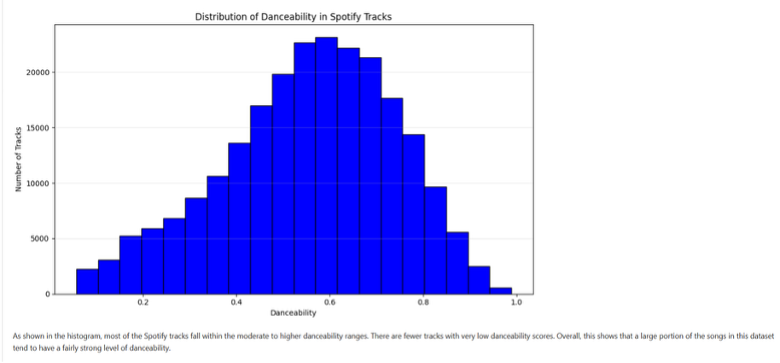 Distribution of Danceability in Spotify Tracks
Number of Tracks
20000
15000
10000
5000
0
0.2 0.4 0.6 0.8 1.0
Danceability
As shown in the histogram, most of the Spotify tracks fall within the moderate to higher danceability ranges. There are fewer tracks with very low danceability scores. Overall, this shows that a large portion of the songs in this dataset
tend to have a fairly strong level of danceability.